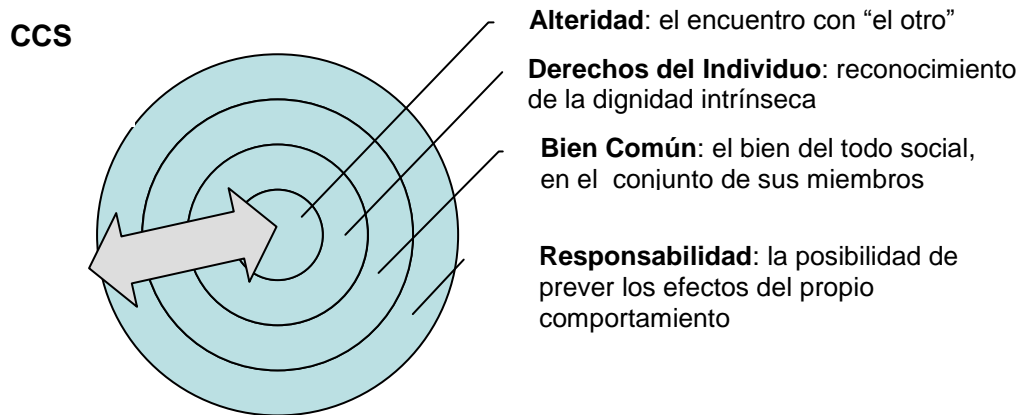 CCS
Alteridad: el encuentro con “el otro”
Derechos del Individuo: reconocimiento
de la dignidad intrínseca
Bien Común: el bien del todo social,
en el  conjunto de sus miembros
Responsabilidad: la posibilidad de
prever los efectos del propio
comportamiento